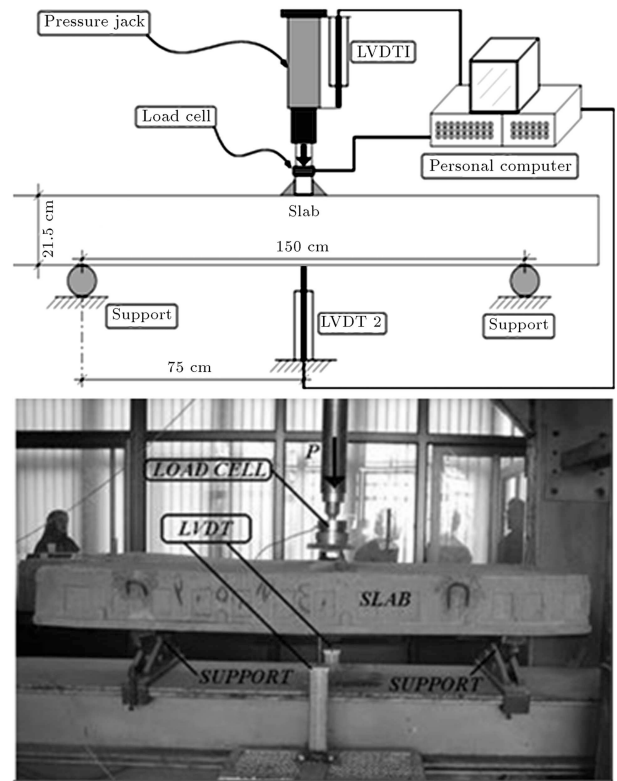 Pressure jack
LVDT1
Load cell
Personal computer
Slab
21.5 cm
150 cm
Support
LVDT 2
Support
75 cm
P
LOAD CELL
LVDT
SLAB
SUPPORT
SUPPORT